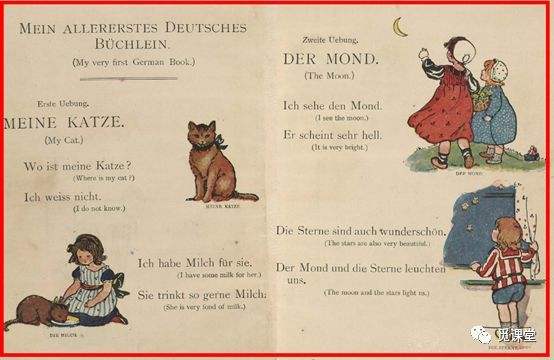 MEIN ALLERERSTES DEUTSCHES
BÜCHLEIN.
(My very first German Book.)
Erste Uebung.
MEINE KATZE.
(My Cat.)
Wo ist meine Katze?
(Where is my cat?)
Ich weiss nicht.
(I do not know.)
MEINE KATZE
Ich habe Milch für sie.
(I have some milk for her.)
Sie trinkt so gerne Milch.
(She is very fond of milk.)
DIE MILCH
Zweite Uebung.
DER MOND.
(The Moon.)
Ich sehe den Mond.
(I see the moon.)
Er scheint sehr hell.
(It is very bright.)
DER MOND
Die Sterne sind auch wunderschön.
(The stars are also very beautiful.)
Der Mond und die Sterne leuchten
uns.
(The moon and the stars light us.)
觅课堂